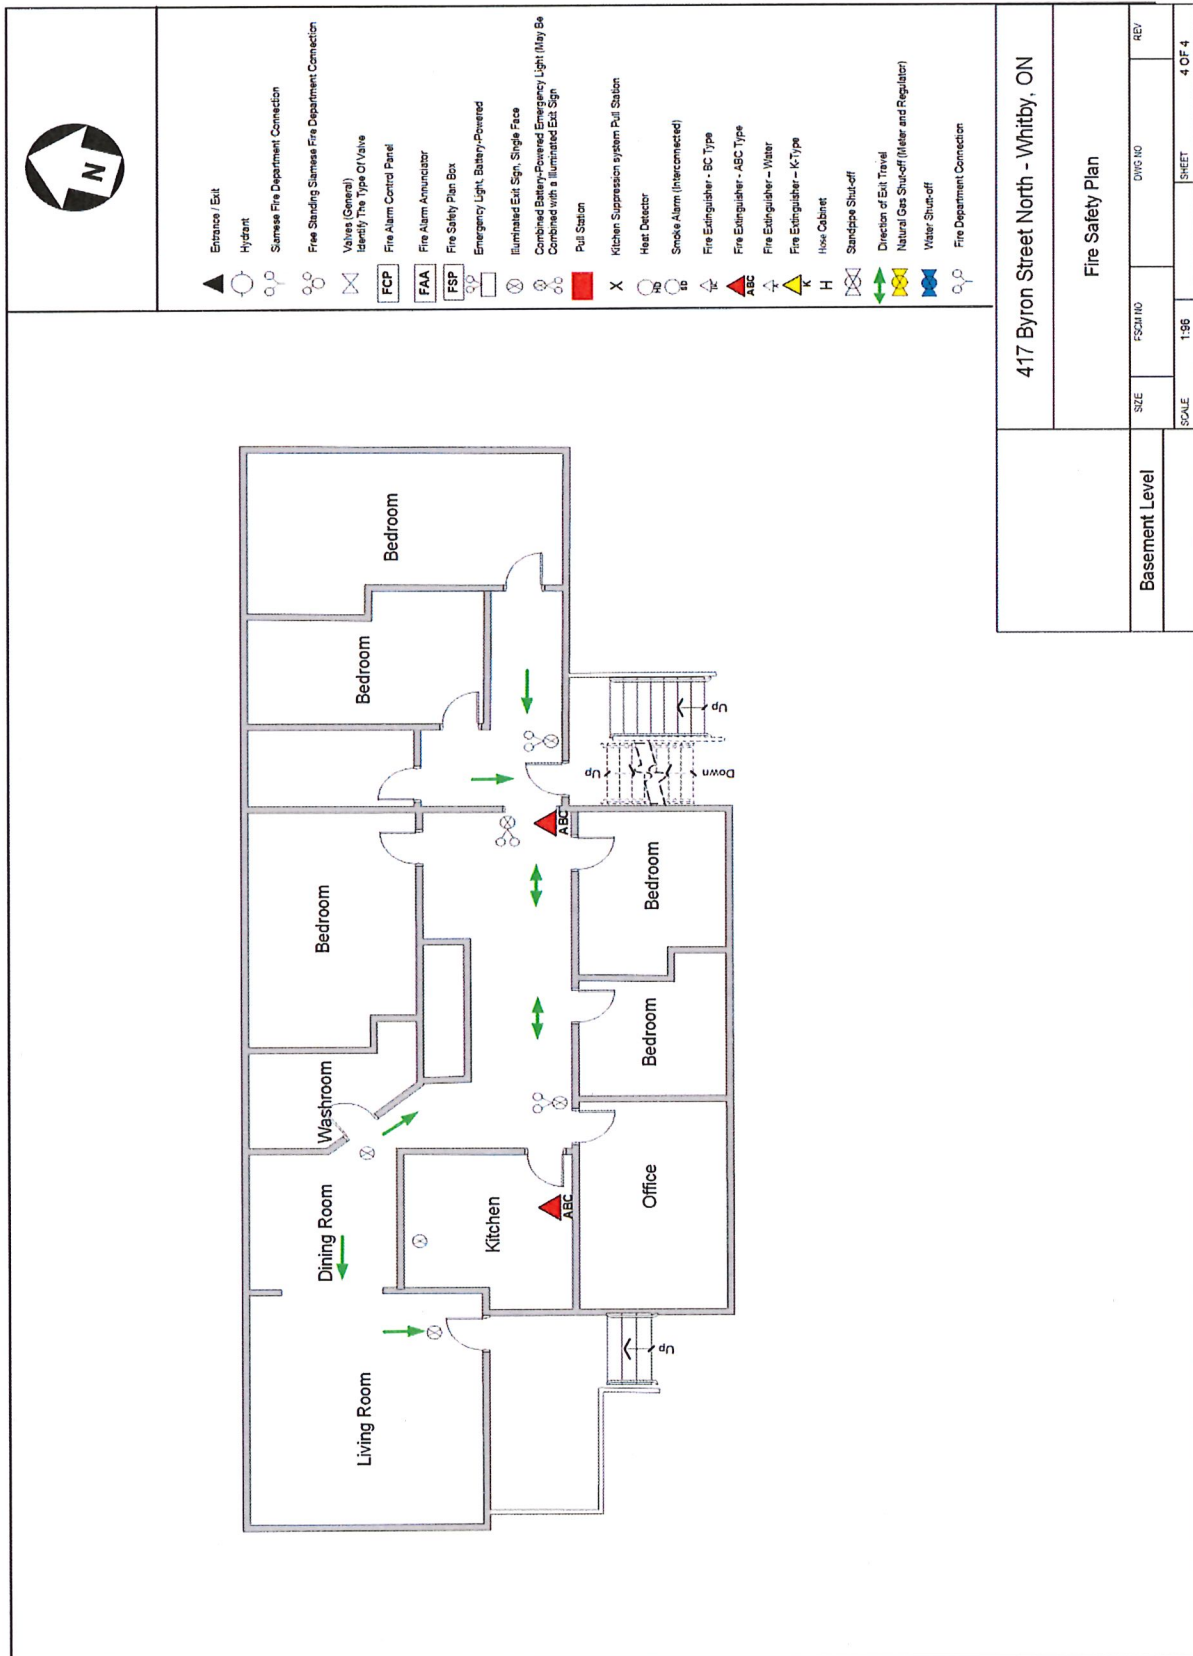 N
Entrance / Exit
Hydrant
Siamese Fire Department Connection
Free Standing Siamese Fire Department Connection
Valves (General)
Identify The Type Of Valve
FCP
Fire Alarm Control Panel
FAA
Fire Alarm Annunciator
FSP
Fire Safety Plan Box
Emergency Light, Battery-Powered
Illuminated Exit Sign, Single Face
Combined Battery-Powered Emergency Light (May Be
Combined with a Illuminated Exit Sign
Pull Station
X
Kitchen Suppression system Pull Station
HD
Heat Detector
SD
Smoke Alarm (Interconnected)
Fire Extinguisher - BC Type
ABC
Fire Extinguisher - ABC Type
Fire Extinguisher – Water
K
Fire Extinguisher – K-Type
H
Hose Cabinet
Standpipe Shut-off
Direction of Exit Travel
Natural Gas Shut-off (Meter and Regulator)
Water Shut-off
Fire Department Connection
Living Room
Dining Room
Washroom
Bedroom
Bedroom
Bedroom
Kitchen
ABC
ABC
Office
Bedroom
Bedroom
Up
Up
Down
Up
417 Byron Street North - Whitby, ON
Fire Safety Plan
Basement Level
SIZE
FSCM NO
DWG NO
REV
SCALE
1:96
SHEET
4 OF 4